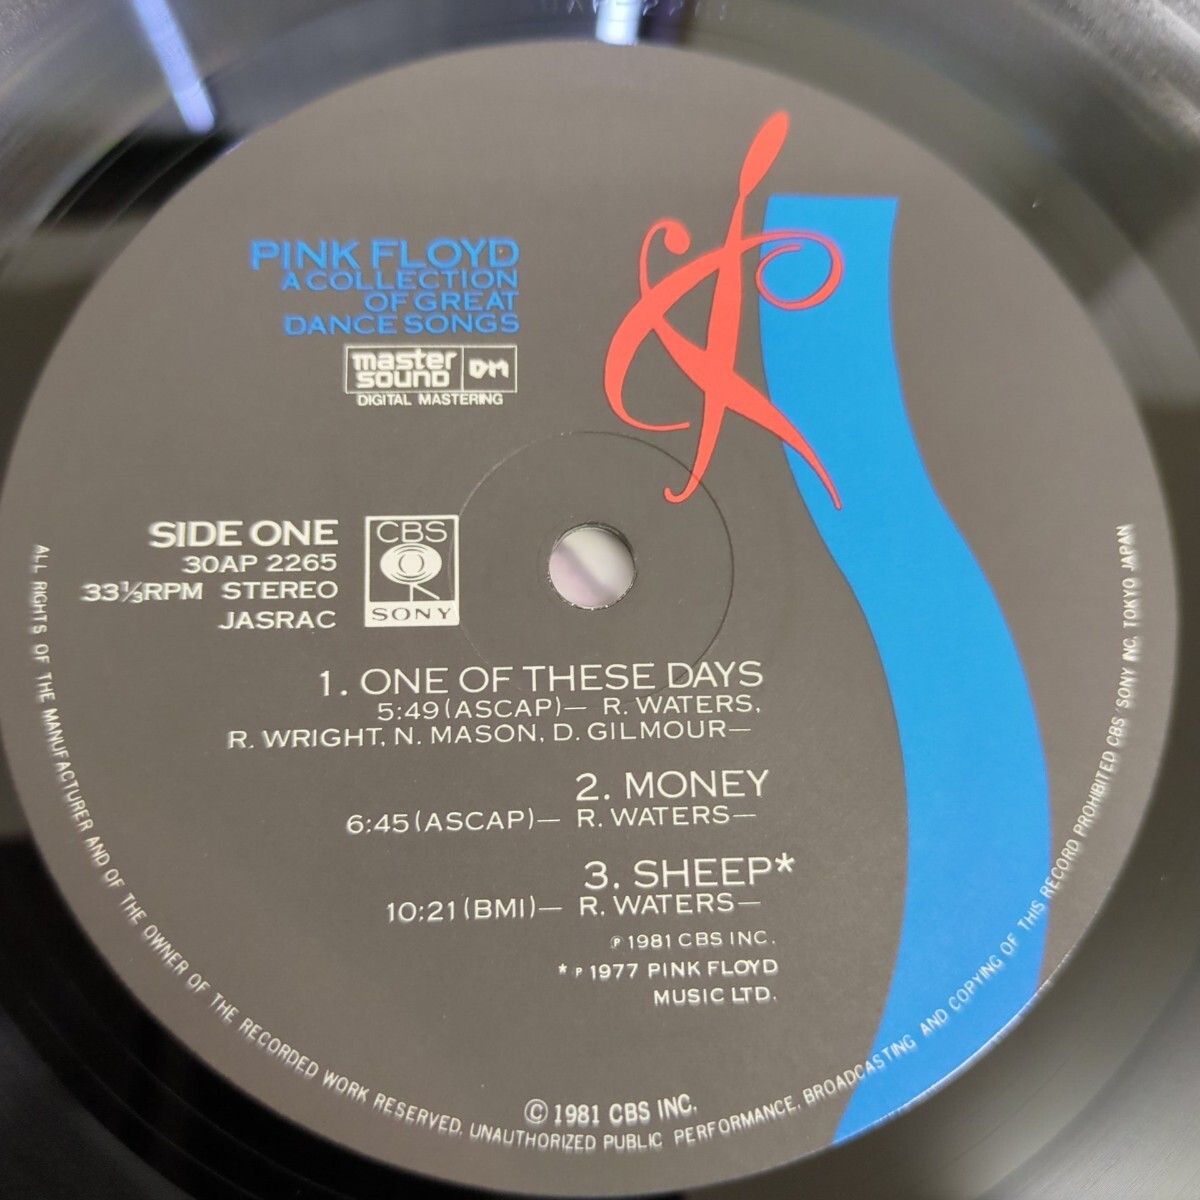 PINK FLOYD
A COLLECTION
OF GREAT
DANCE SONGS
master
SOUND
DM
DIGITAL MASTERING
SIDE ONE
30AP 2265
33⅓RPM STEREO
JASRAC
CBS
SONY
1. ONE OF THESE DAYS
5:49(ASCAP)— R. WATERS,
R. WRIGHT, N. MASON, D. GILMOUR—
2. MONEY
6:45(ASCAP)— R. WATERS—
3. SHEEP*
10:21(BMI)— R. WATERS—
℗1981 CBS INC.
* ℗ 1977 PINK FLOYD
MUSIC LTD.
© 1981 CBS INC.
ALL RIGHTS OF THE MANUFACTURER AND OF THE OWNER OF THE RECORDED WORK RESERVED. UNAUTHORIZED PUBLIC PERFORMANCE, BROADCASTING AND COPYING OF THIS RECORD PROHIBITED CBS/SONY INC. TOKYO JAPAN